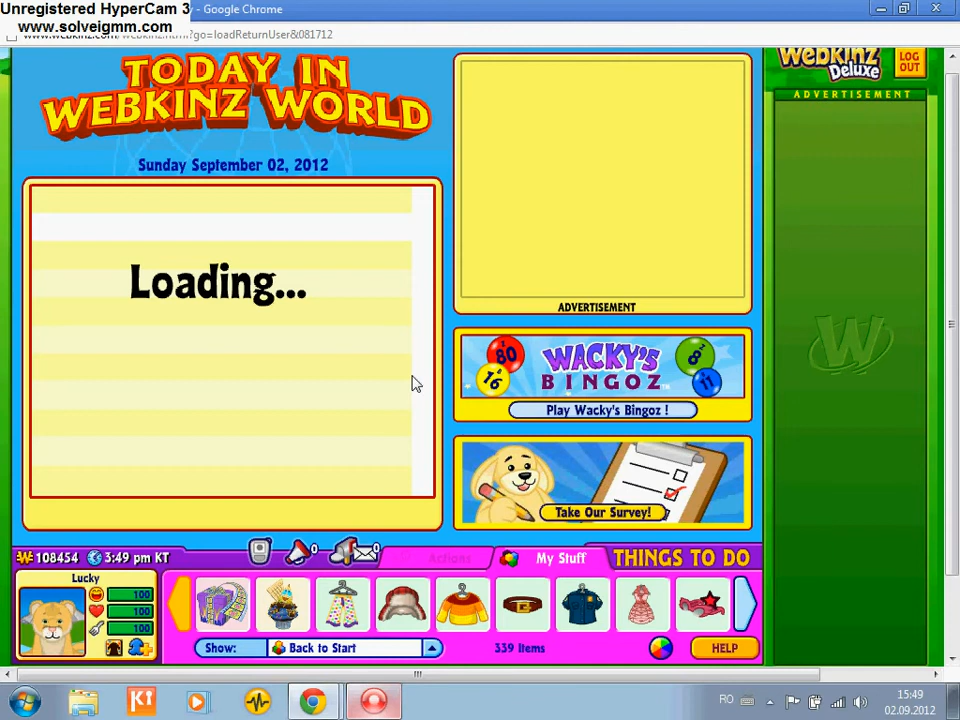 Unregistered HyperCam 3
www.solveigmm.com
- Google Chrome
TODAY IN
WEBKINZ WORLD
Sunday September 02, 2012
Loading...
Webkinz
Deluxe
LOG
OUT
ADVERTISEMENT
ADVERTISEMENT
80
16
WACKY'S
BINGOZ
8
11
Play Wacky's Bingoz !
Take Our Survey!
108454
3:49 pm KT
0
0
Actions
My Stuff
THINGS TO DO
Lucky
100
100
100
Show:
Back to Start
339 Items
HELP
RO
15:49
02.09.2012